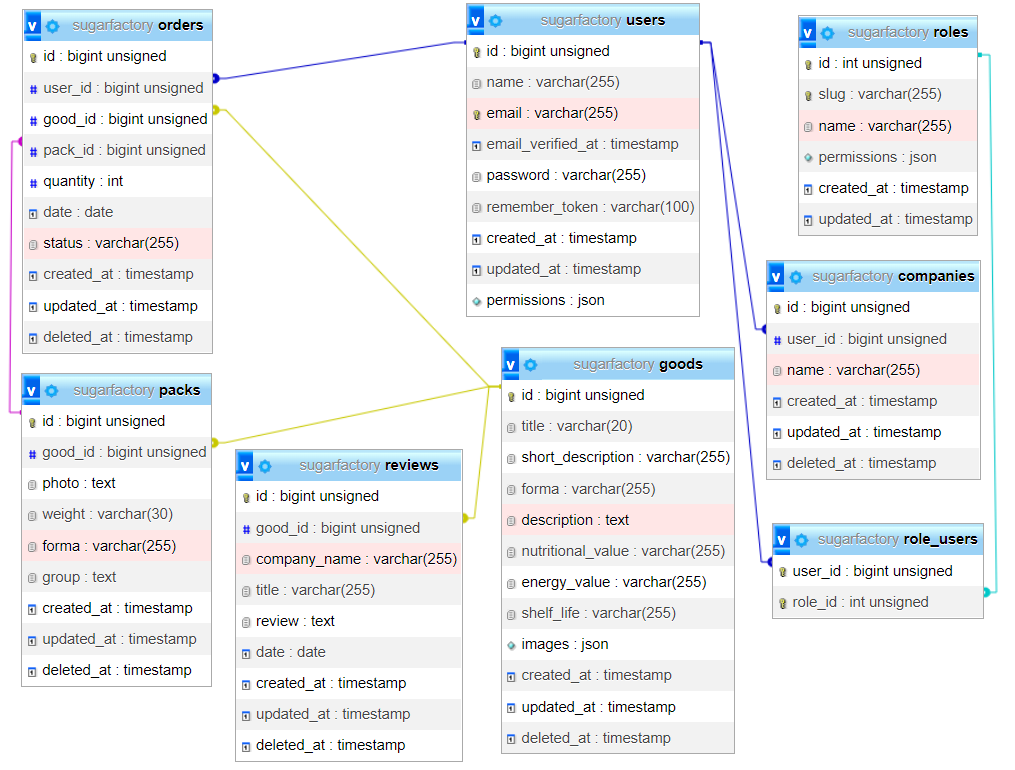 v sugarfactory orders
id : bigint unsigned
# user_id : bigint unsigned
# good_id : bigint unsigned
# pack_id : bigint unsigned
# quantity : int
date : date
status : varchar(255)
created_at : timestamp
updated_at : timestamp
deleted_at : timestamp
v sugarfactory users
id : bigint unsigned
name : varchar(255)
email : varchar(255)
email_verified_at : timestamp
password : varchar(255)
remember_token : varchar(100)
created_at : timestamp
updated_at : timestamp
permissions : json
v sugarfactory roles
id : int unsigned
slug : varchar(255)
name : varchar(255)
permissions : json
created_at : timestamp
updated_at : timestamp
v sugarfactory companies
id : bigint unsigned
# user_id : bigint unsigned
name : varchar(255)
created_at : timestamp
updated_at : timestamp
deleted_at : timestamp
v sugarfactory packs
id : bigint unsigned
# good_id : bigint unsigned
photo : text
weight : varchar(30)
forma : varchar(255)
group : text
created_at : timestamp
updated_at : timestamp
deleted_at : timestamp
v sugarfactory reviews
id : bigint unsigned
# good_id : bigint unsigned
company_name : varchar(255)
title : varchar(255)
review : text
date : date
created_at : timestamp
updated_at : timestamp
deleted_at : timestamp
v sugarfactory goods
id : bigint unsigned
title : varchar(20)
short_description : varchar(255)
forma : varchar(255)
description : text
nutritional_value : varchar(255)
energy_value : varchar(255)
shelf_life : varchar(255)
images : json
created_at : timestamp
updated_at : timestamp
deleted_at : timestamp
v sugarfactory role_users
user_id : bigint unsigned
role_id : int unsigned